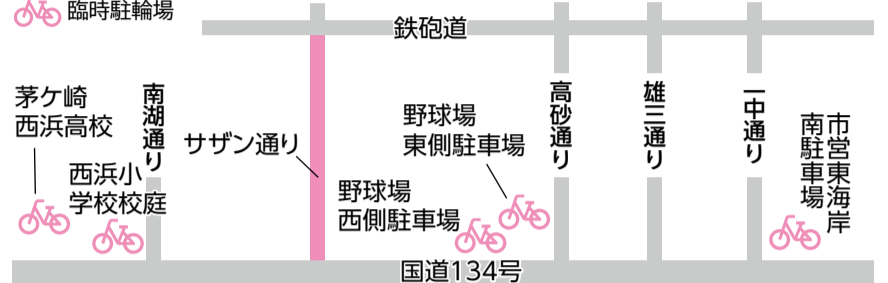 臨時駐輪場
鉄砲道
茅ケ崎
西浜高校
南湖通り
西浜小
学校校庭
サザン通り
野球場
東側駐車場
野球場
西側駐車場
高砂通り
雄三通り
一中通り
市営東海岸
南駐車場
国道134号